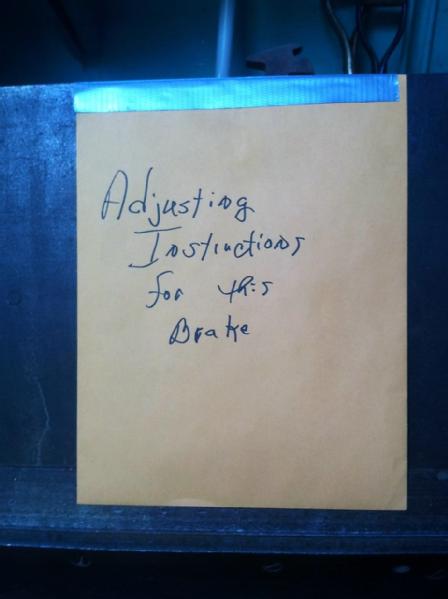 Adjusting
Instructions
for this
Brake